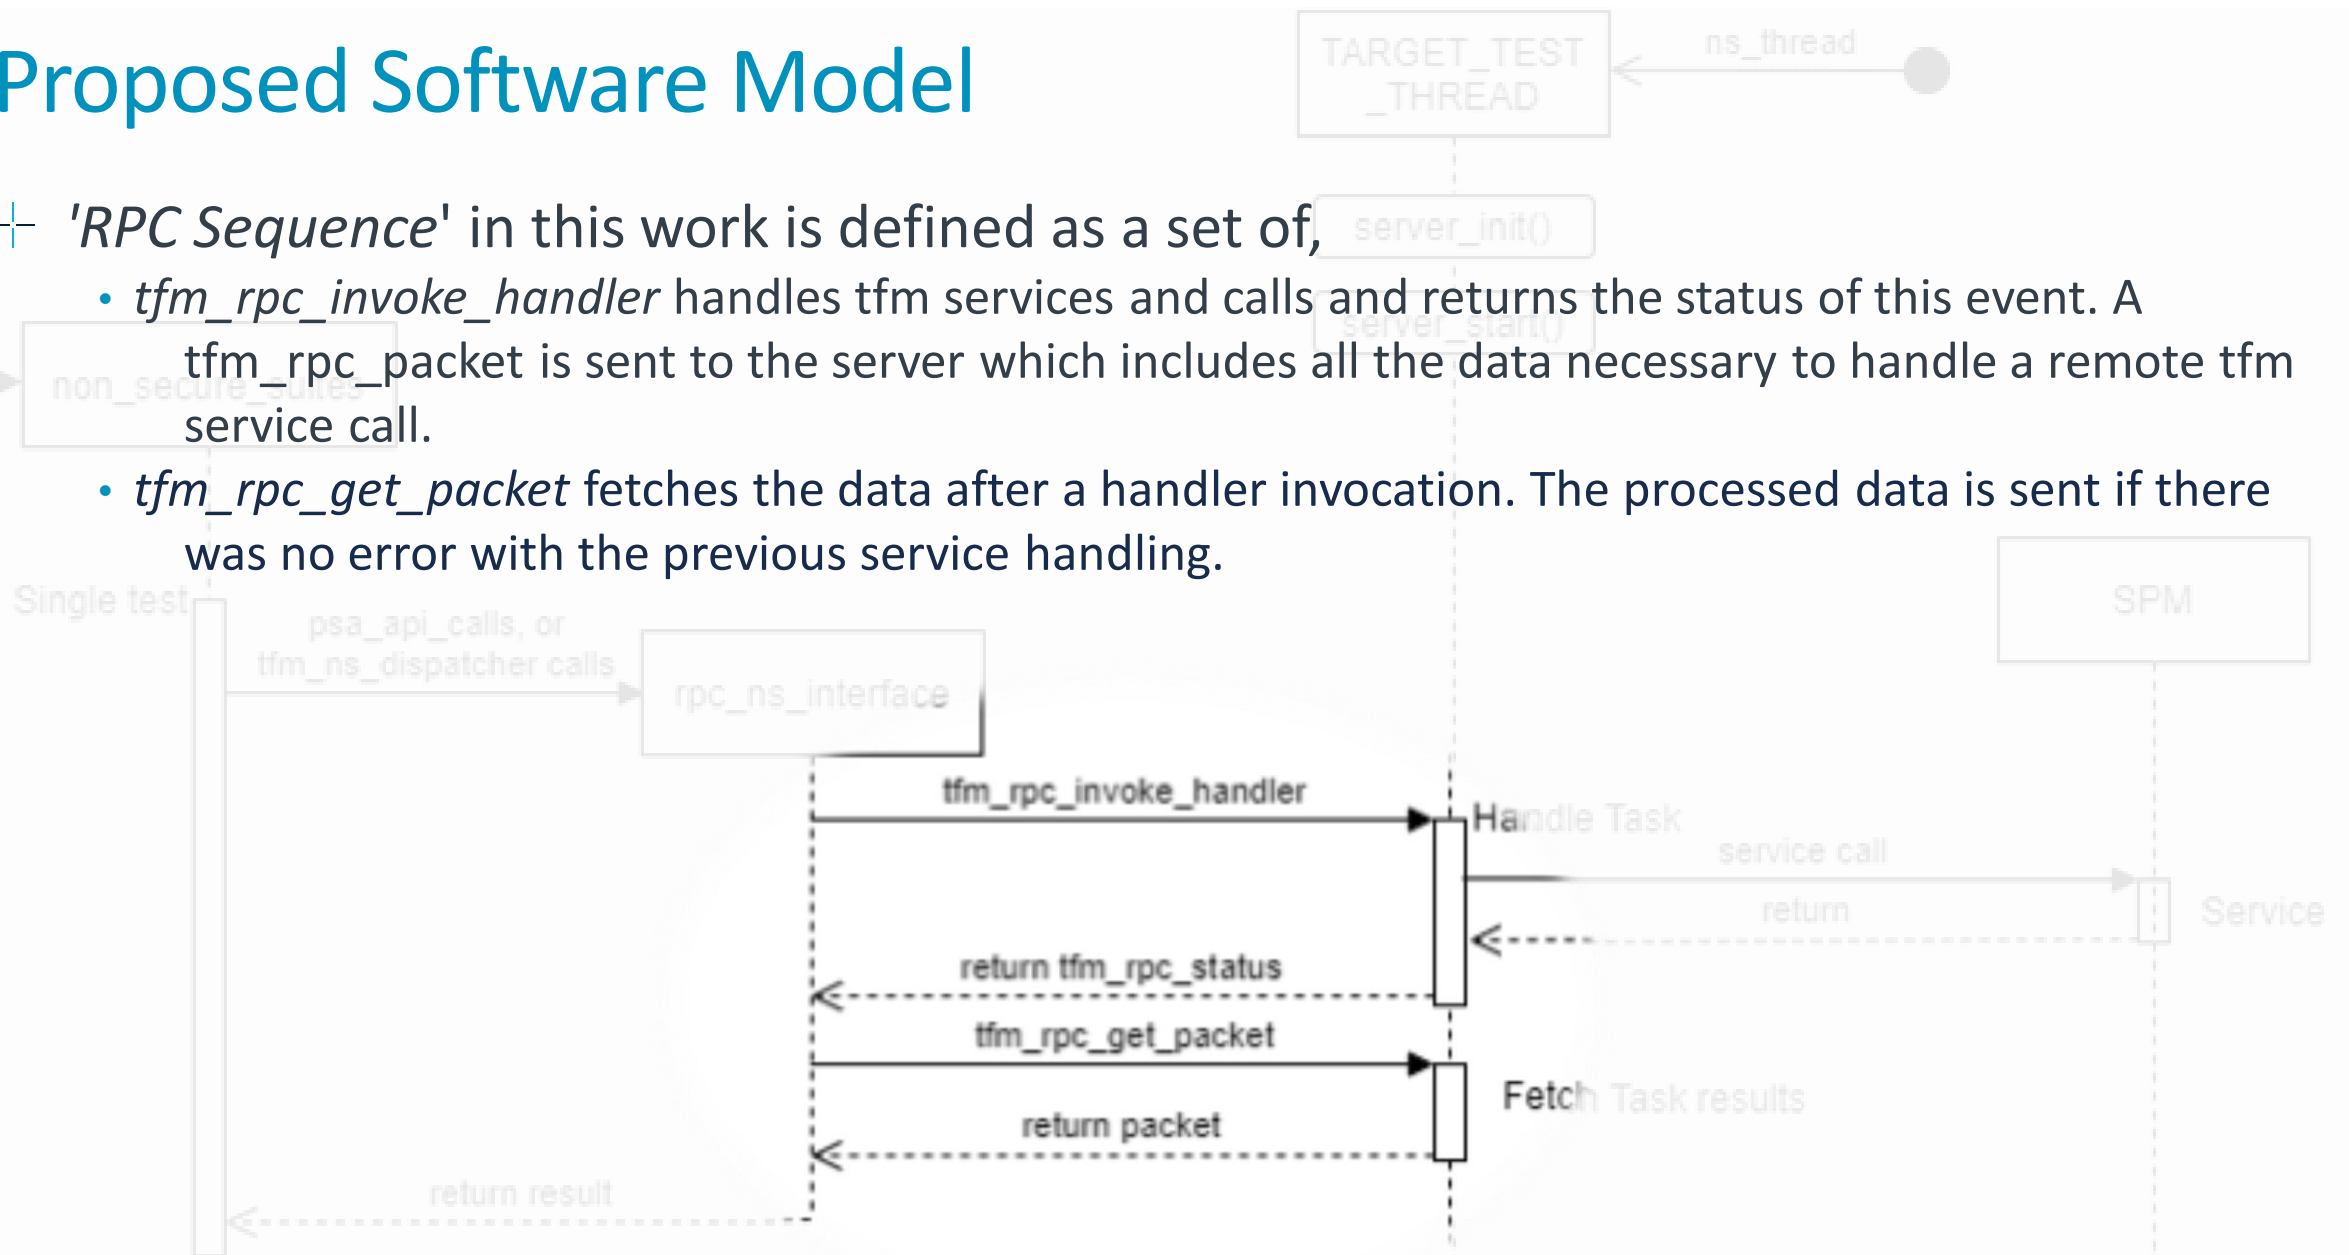 Proposed Software Model
TARGET_TEST
_THREAD
ns_thread
'RPC Sequence' in this work is defined as a set of,
server_init()
• tfm_rpc_invoke_handler handles tfm services and calls and returns the status of this event. A
server_start()
tfm_rpc_packet is sent to the server which includes all the data necessary to handle a remote tfm
non_secure_suites
service call.
• tfm_rpc_get_packet fetches the data after a handler invocation. The processed data is sent if there
was no error with the previous service handling.
Single test
psa_api_calls, or
tfm_ns_dispatcher calls
SPM
rpc_ns_interface
tfm_rpc_invoke_handler
Handle Task
service call
return
Service
return tfm_rpc_status
tfm_rpc_get_packet
Fetch Task results
return packet
return result